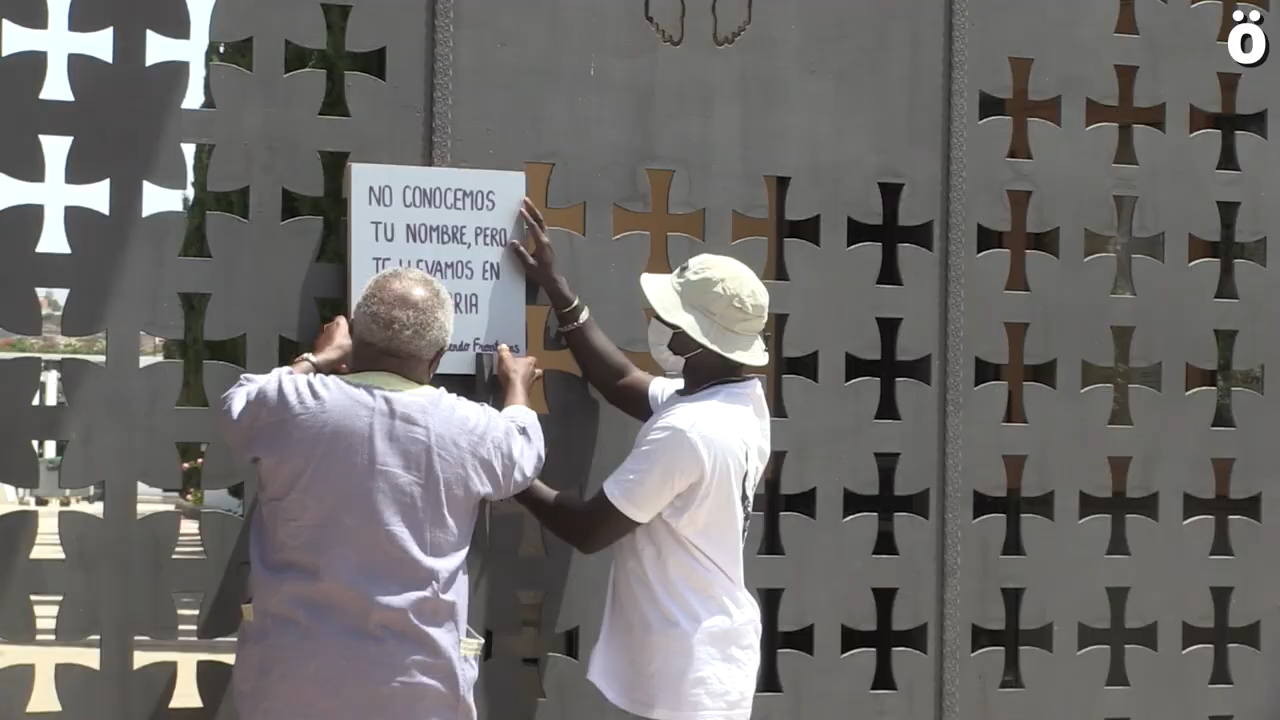 NO CONOCEMOS
TU NOMBRE, PERO
TE LLEVAMOS EN
ö